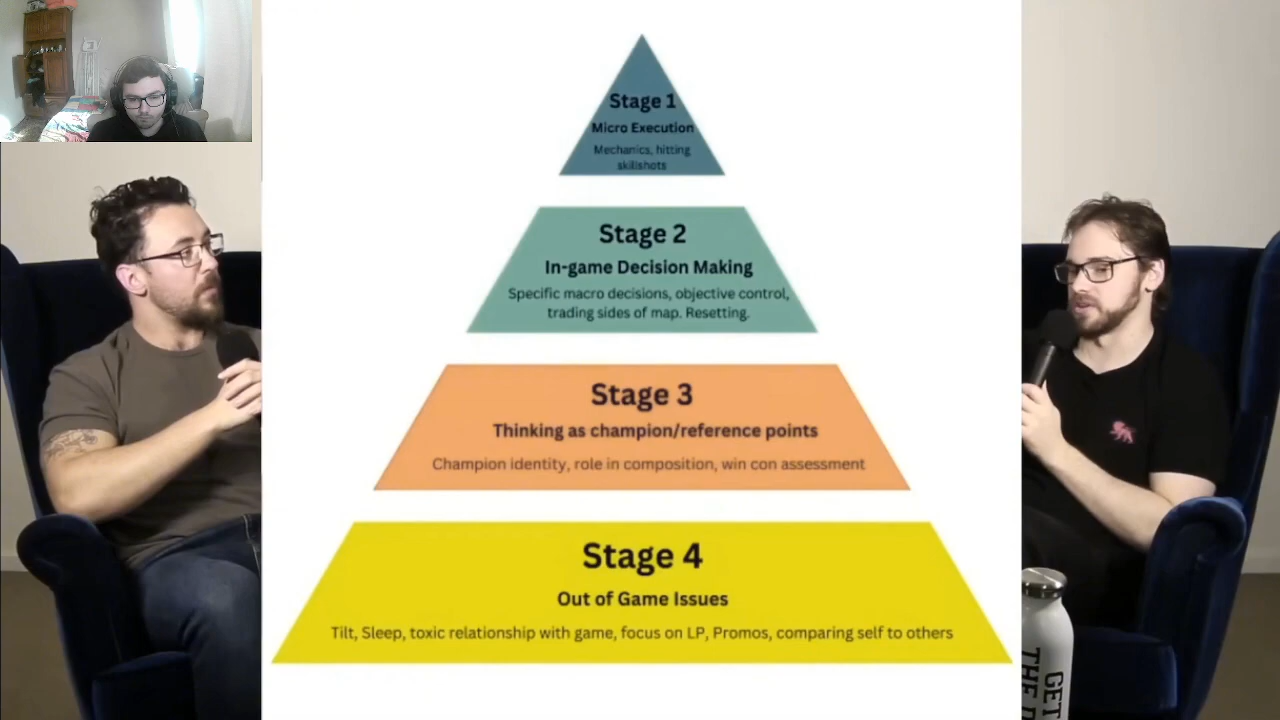 Stage 1
Micro Execution
Mechanics, hitting
skillshots
Stage 2
In-game Decision Making
Specific macro decisions, objective control,
trading sides of map. Resetting.
Stage 3
Thinking as champion/reference points
Champion identity, role in composition, win con assessment
Stage 4
Out of Game Issues
Tilt, Sleep, toxic relationship with game, focus on LP, Promos, comparing self to others
GET
THE